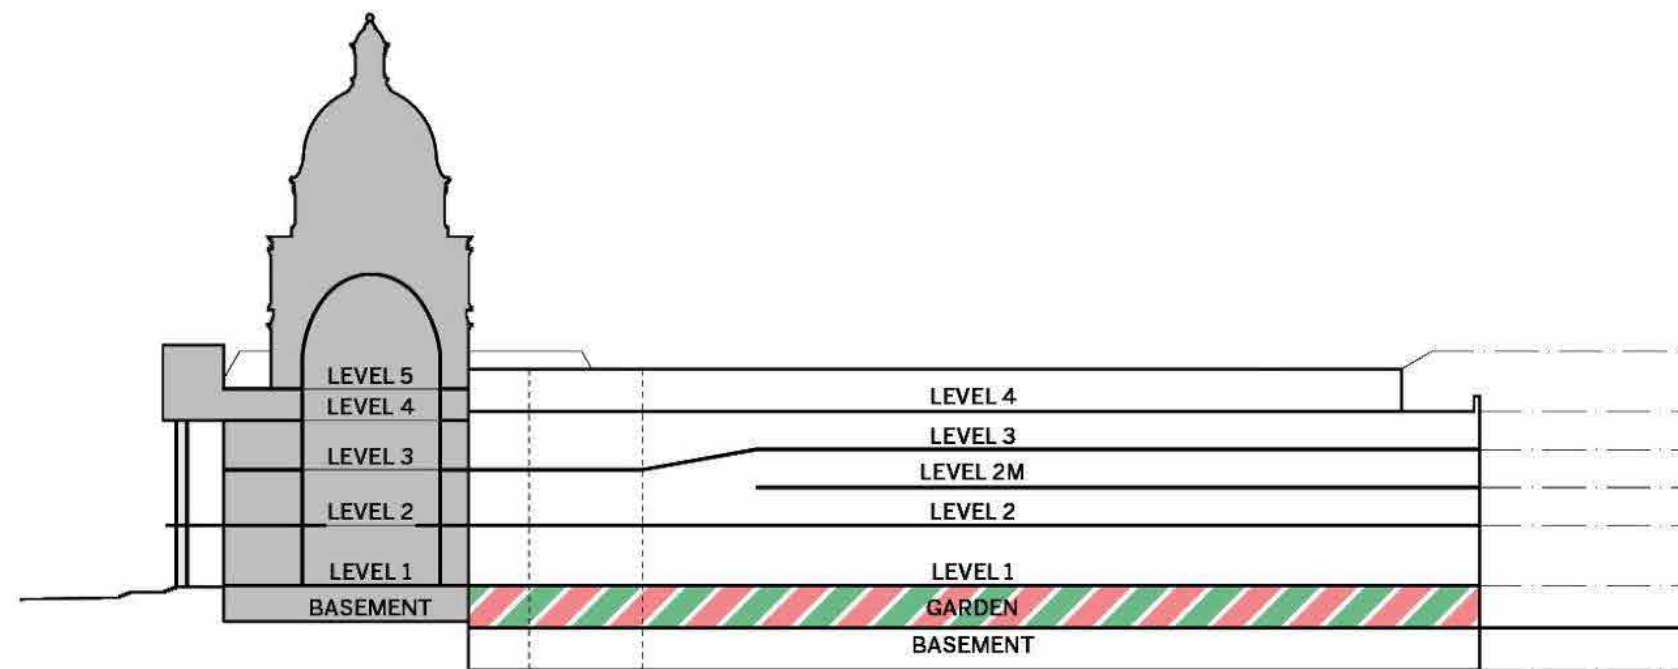 LEVEL 5
LEVEL 4
LEVEL 3
LEVEL 2
LEVEL 1
BASEMENT
LEVEL 4
LEVEL 3
LEVEL 2M
LEVEL 2
LEVEL 1
GARDEN
BASEMENT